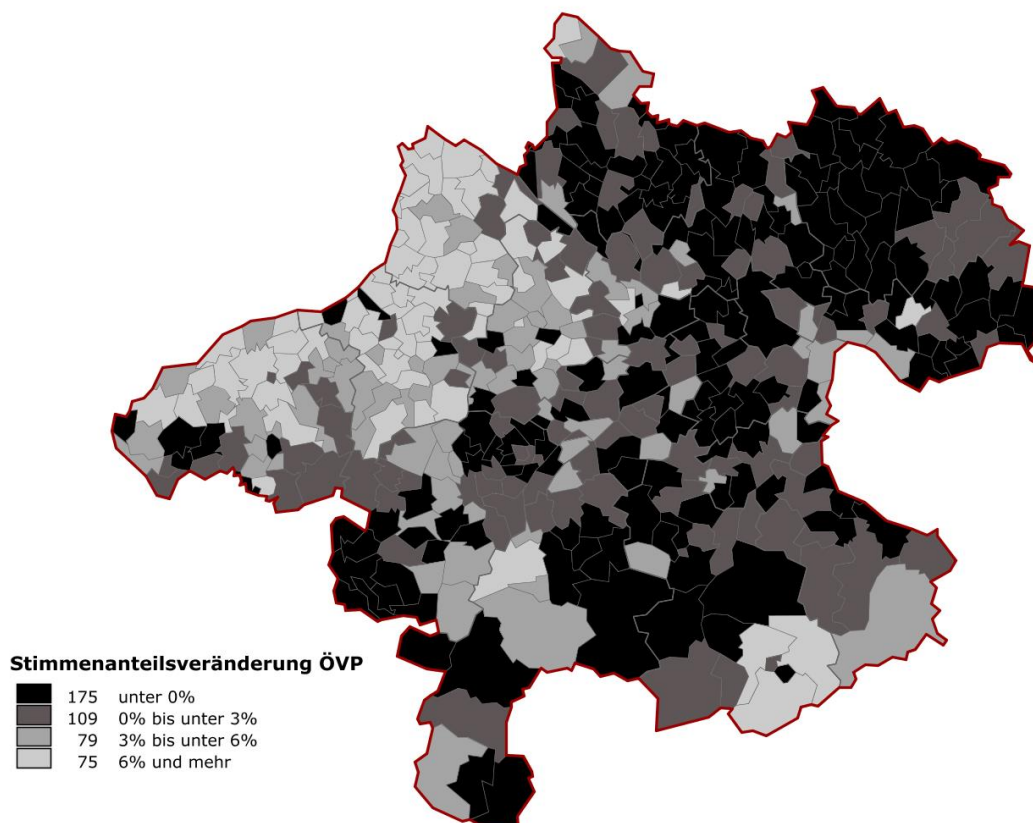 Stimmenanteilsveränderung ÖVP
175 unter 0%
109 0% bis unter 3%
79 3% bis unter 6%
75 6% und mehr